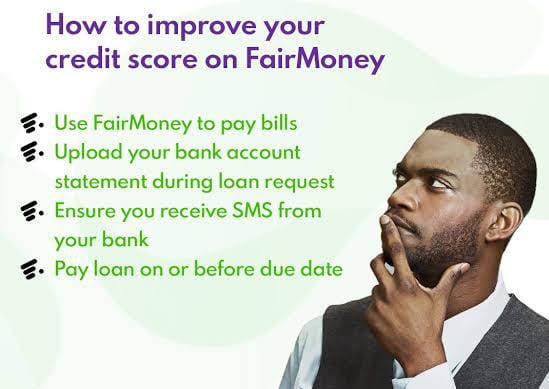 How to improve your
credit score on FairMoney
Use FairMoney to pay bills
Upload your bank account
statement during loan request
Ensure you receive SMS from
your bank
Pay loan on or before due date